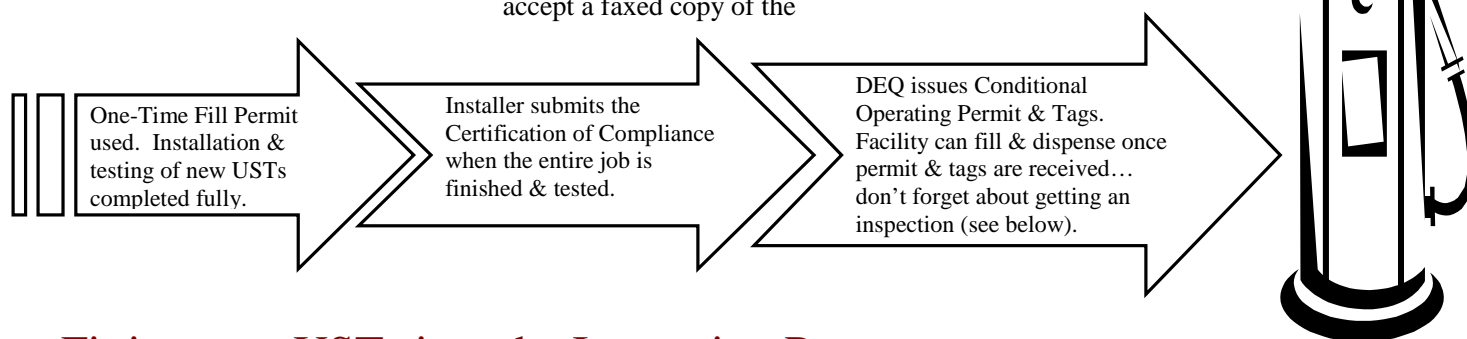 accept a faxed copy of the
One-Time Fill Permit
used. Installation &
testing of new USTs
completed fully.
Installer submits the
Certification of Compliance
when the entire job is
finished & tested.
DEQ issues Conditional
Operating Permit & Tags.
Facility can fill & dispense once
permit & tags are received…
don’t forget about getting an
inspection (see below).